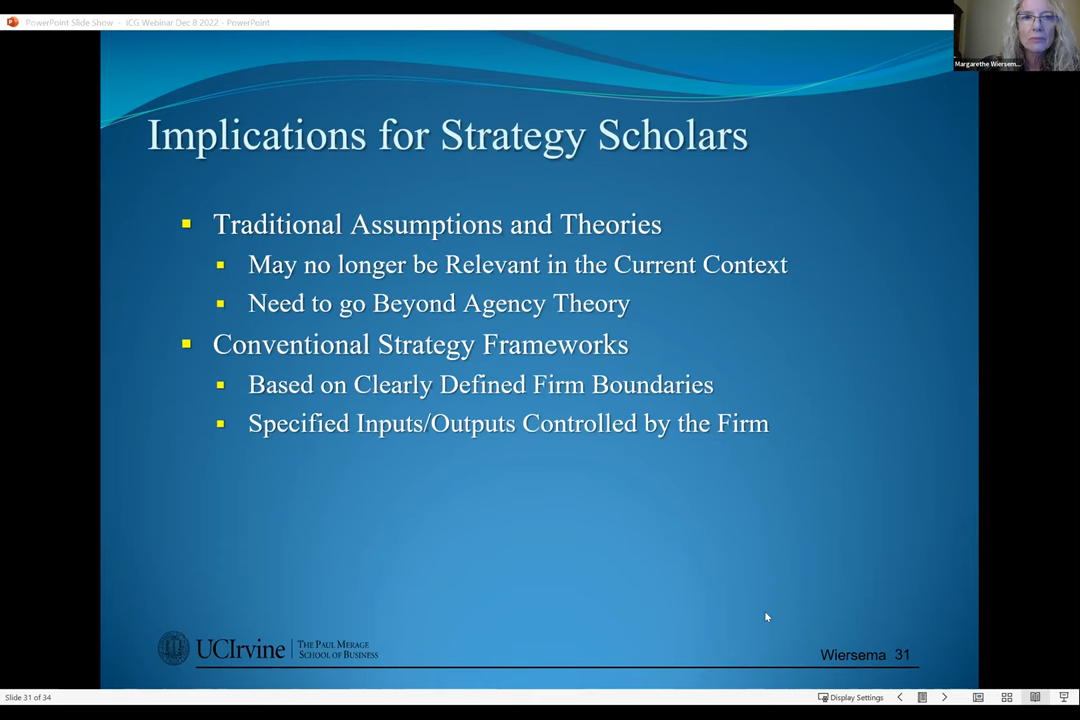 PowerPoint Slide Show - ICG Webinar Dec 8 2022 - PowerPoint
Margarethe Wiersem...
Implications for Strategy Scholars
Traditional Assumptions and Theories
May no longer be Relevant in the Current Context
Need to go Beyond Agency Theory
Conventional Strategy Frameworks
Based on Clearly Defined Firm Boundaries
Specified Inputs/Outputs Controlled by the Firm
UCIrvine | The Paul Merage
School of Business
Wiersema 31
Slide 31 of 34
Display Settings